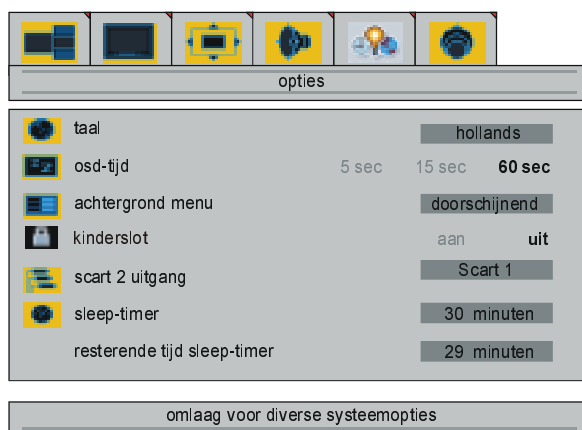 opties
taal hollands
osd-tijd 5 sec 15 sec 60 sec
achtergrond menu doorschijnend
kinderslot aan uit
scart 2 uitgang Scart 1
sleep-timer 30 minuten
resterende tijd sleep-timer 29 minuten
omlaag voor diverse systeemopties